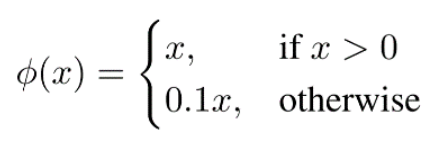 ϕ(x) = { x, if x > 0
0.1x, otherwise